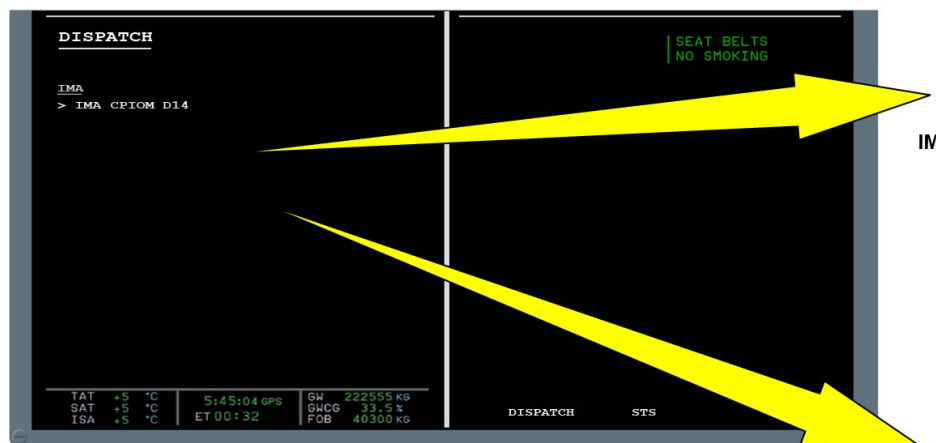 DISPATCH
IMA
> IMA CPIOM D14
SEAT BELTS
NO SMOKING
IM
TAT +5 °C
SAT +5 °C
ISA +5 °C
5:45:04 GPS
ET 00:32
GW 222555 KG
GWCG 33.5 %
FOB 40300 KG
DISPATCH STS